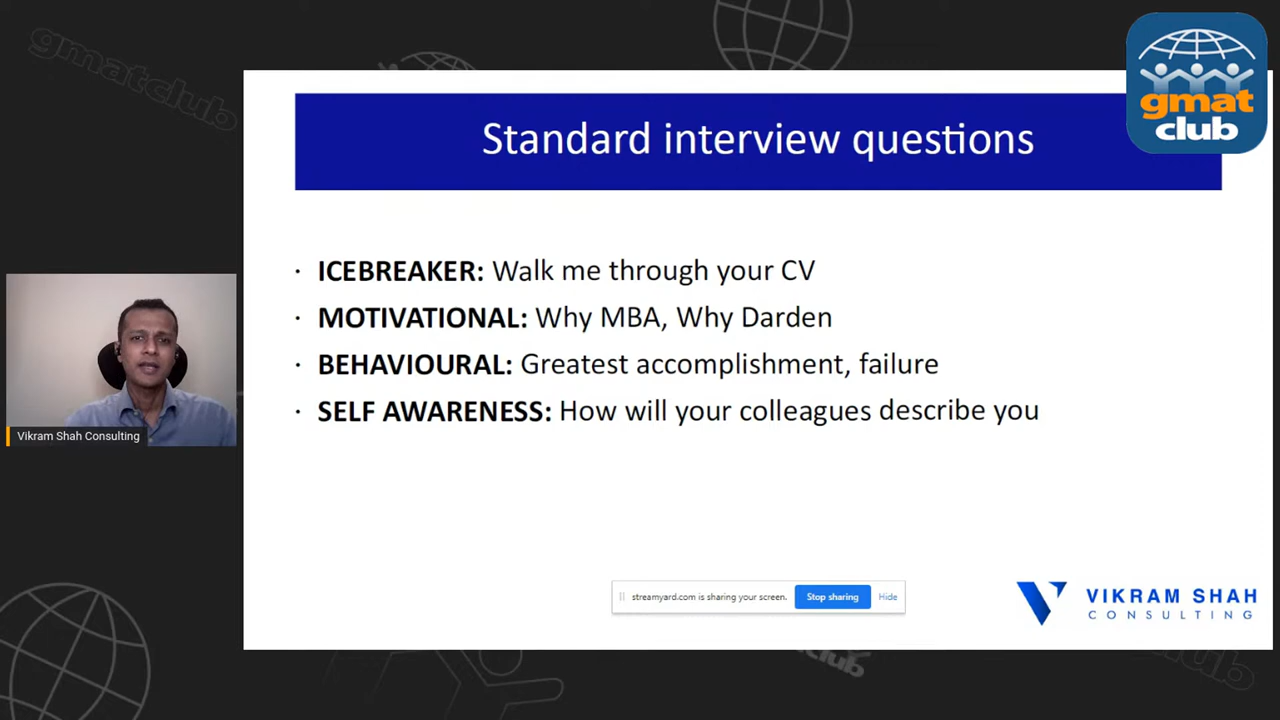 gmatclub
gmat
club
Standard interview questions
· ICEBREAKER: Walk me through your CV
· MOTIVATIONAL: Why MBA, Why Darden
· BEHAVIOURAL: Greatest accomplishment, failure
· SELF AWARENESS: How will your colleagues describe you
Vikram Shah Consulting
streamyard.com is sharing your screen. Stop sharing Hide
VIKRAM SHAH
CONSULTING
club